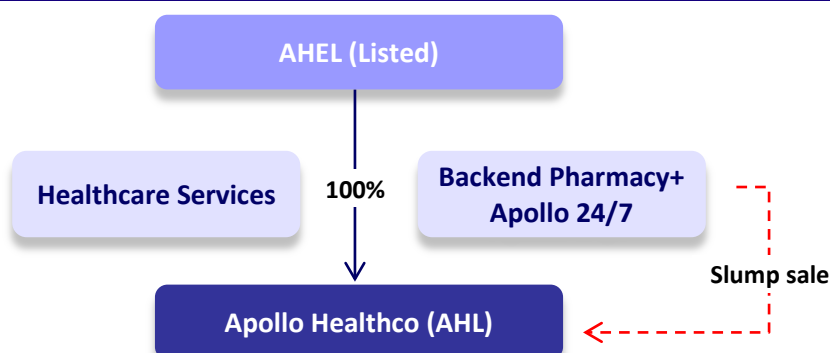 AHEL (Listed)
Healthcare Services
100%
Backend Pharmacy+
Apollo 24/7
Slump sale
Apollo Healthco (AHL)